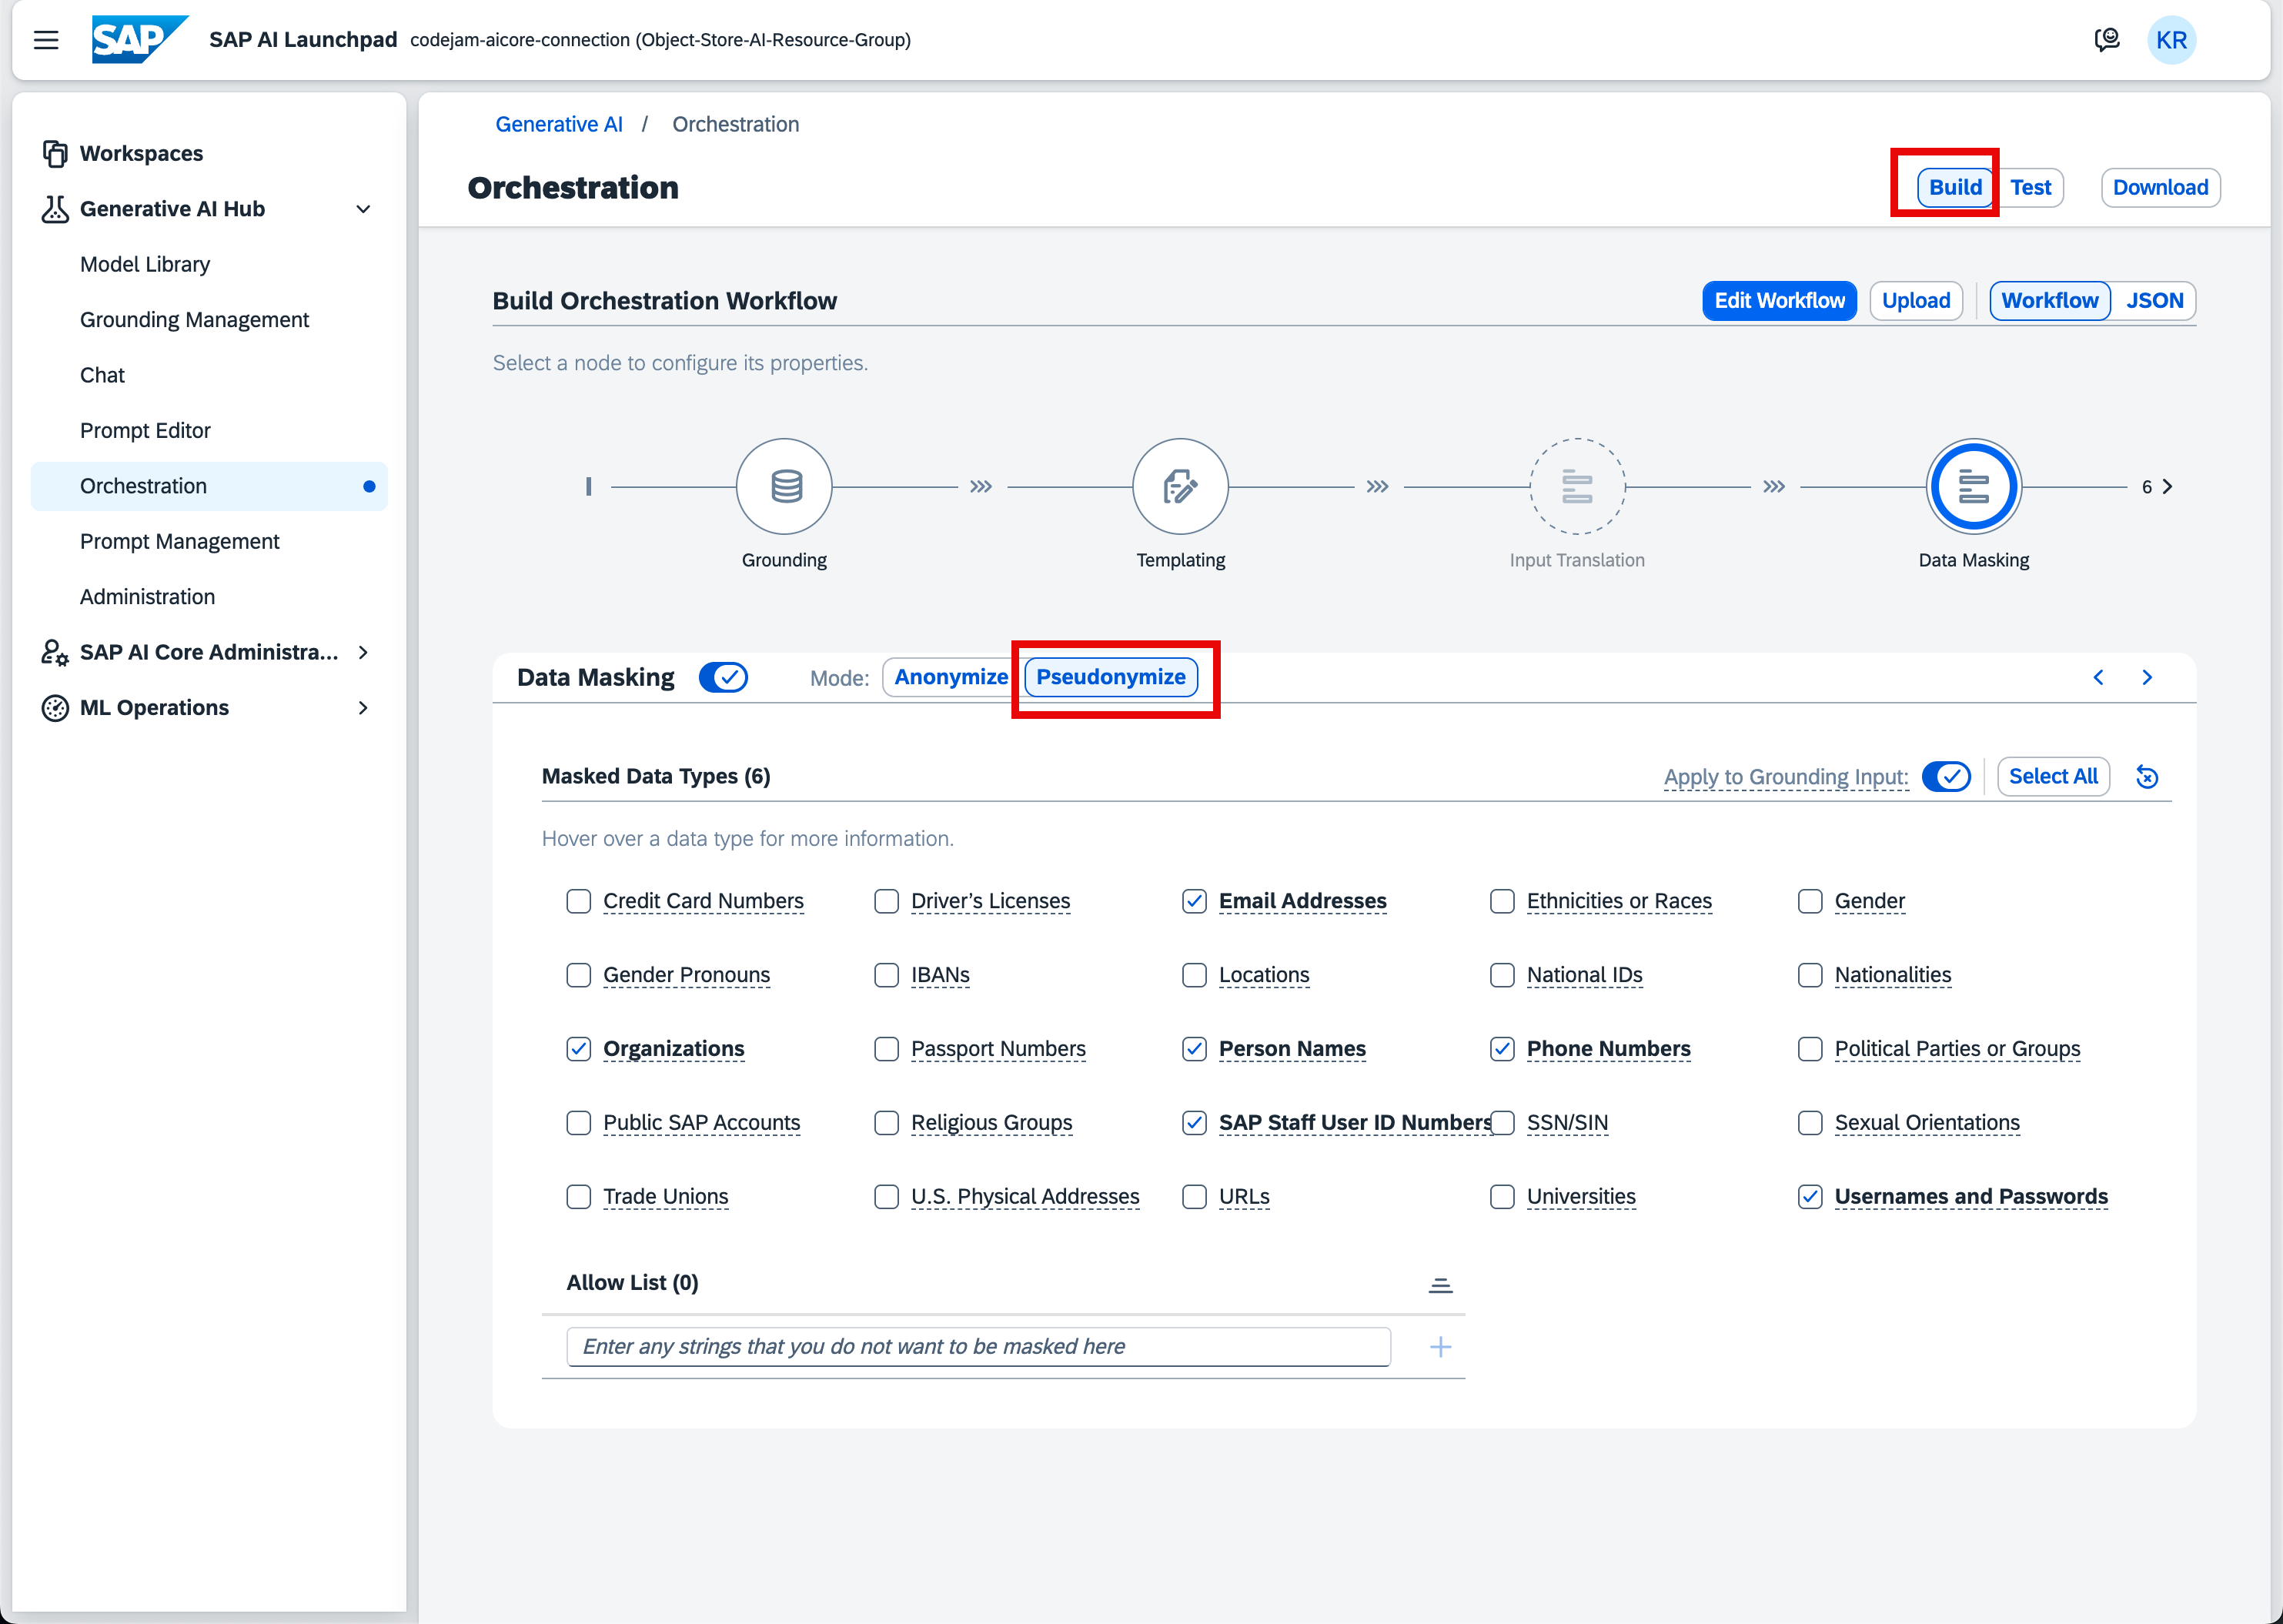 SAP SAP AI Launchpad codejam-aicore-connection (Object-Store-AI-Resource-Group) KR
Workspaces
Generative AI Hub
Model Library
Grounding Management
Chat
Prompt Editor
Orchestration
Prompt Management
Administration
SAP AI Core Administra...
ML Operations
Generative AI / Orchestration
Orchestration Build Test Download
Build Orchestration Workflow Edit Workflow Upload Workflow JSON
Select a node to configure its properties.
6
Grounding Templating Input Translation Data Masking
Data Masking Mode: Anonymize Pseudonymize
Masked Data Types (6) Apply to Grounding Input: Select All
Hover over a data type for more information.
Credit Card Numbers Driver’s Licenses Email Addresses Ethnicities or Races Gender
Gender Pronouns IBANs Locations National IDs Nationalities
Organizations Passport Numbers Person Names Phone Numbers Political Parties or Groups
Public SAP Accounts Religious Groups SAP Staff User ID Numbers SSN/SIN Sexual Orientations
Trade Unions U.S. Physical Addresses URLs Universities Usernames and Passwords
Allow List (0)
Enter any strings that you do not want to be masked here